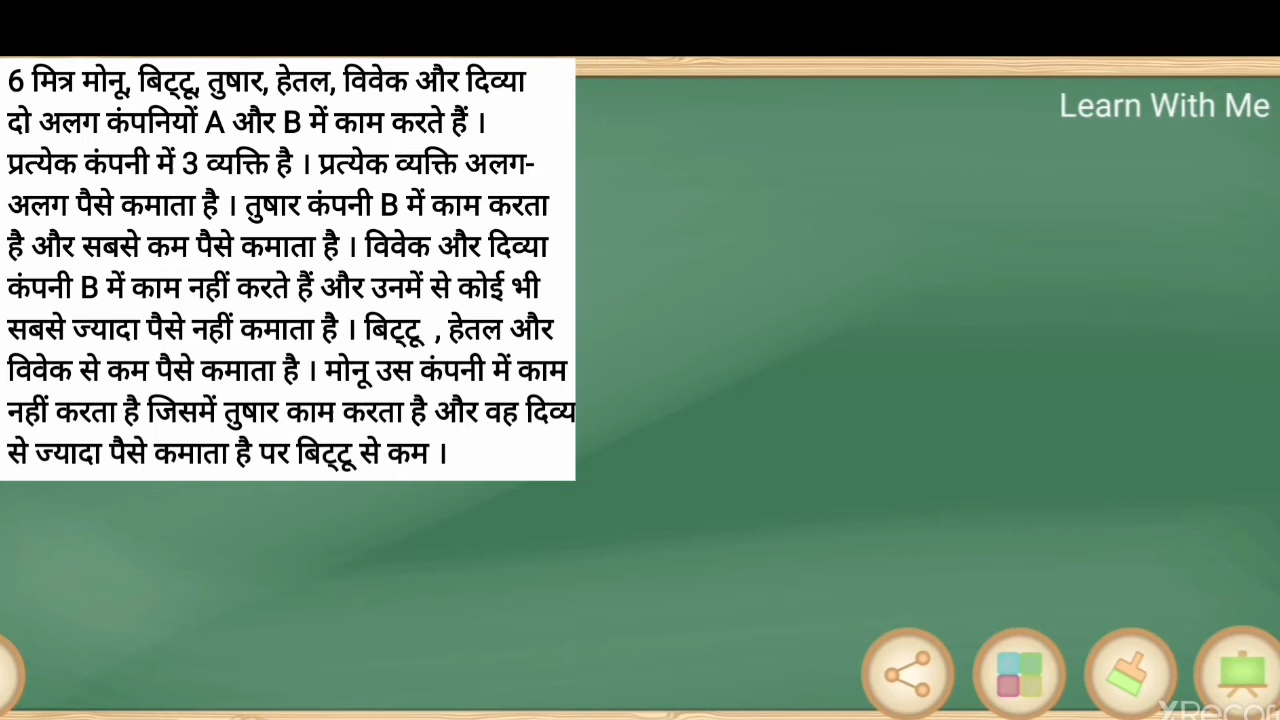 6 मित्र मोनू, बिट्टू, तुषार, हेतल, विवेक और दिव्या
दो अलग कंपनियों A और B में काम करते हैं ।
प्रत्येक कंपनी में 3 व्यक्ति है । प्रत्येक व्यक्ति अलग-
अलग पैसे कमाता है । तुषार कंपनी B में काम करता
है और सबसे कम पैसे कमाता है । विवेक और दिव्या
कंपनी B में काम नहीं करते हैं और उनमें से कोई भी
सबसे ज्यादा पैसे नहीं कमाता है । बिट्टू , हेतल और
विवेक से कम पैसे कमाता है । मोनू उस कंपनी में काम
नहीं करता है जिसमें तुषार काम करता है और वह दिव्य
से ज्यादा पैसे कमाता है पर बिट्टू से कम ।
Learn With Me